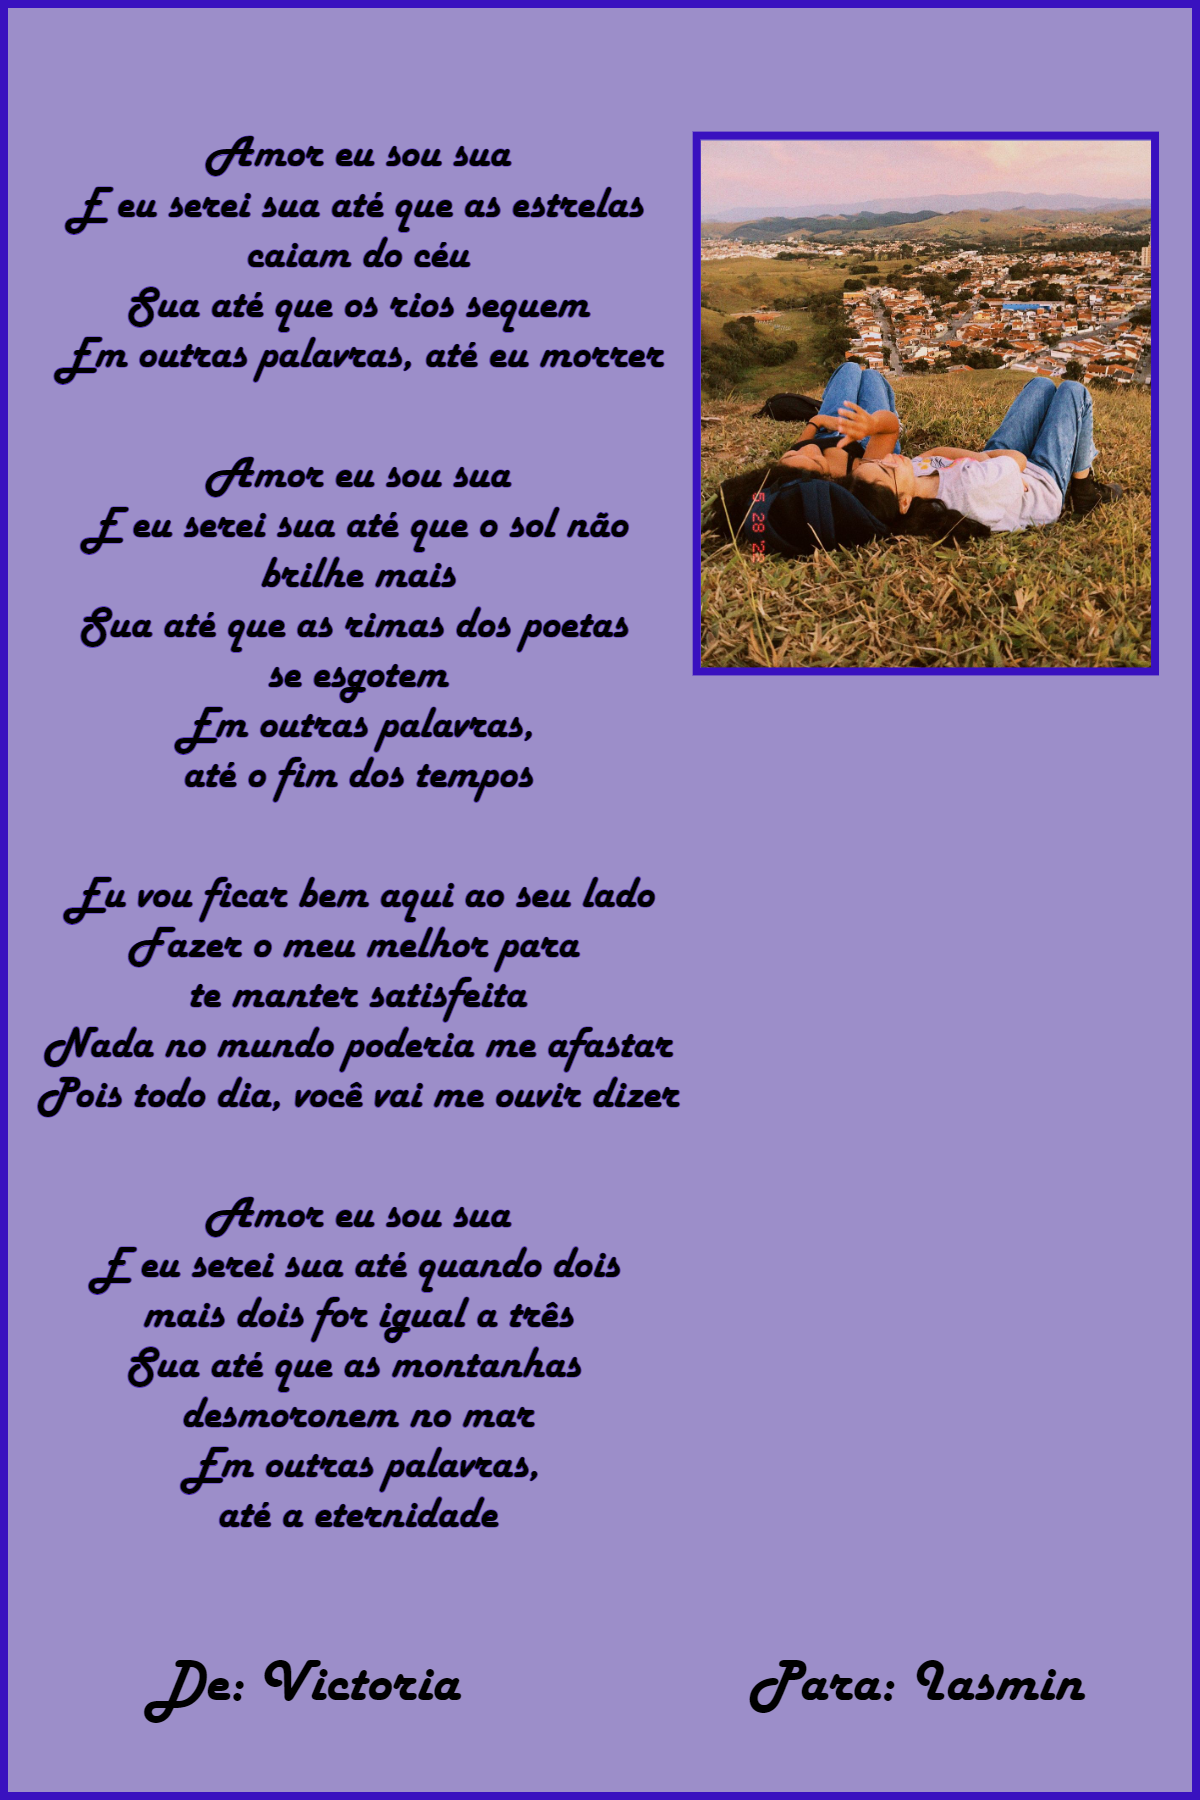 Amor eu sou sua
E eu serei sua até que as estrelas
caiam do céu
Sua até que os rios sequem
Em outras palavras, até eu morrer
Amor eu sou sua
E eu serei sua até que o sol não
brilhe mais
Sua até que as rimas dos poetas
se esgotem
Em outras palavras,
até o fim dos tempos
Eu vou ficar bem aqui ao seu lado
Fazer o meu melhor para
te manter satisfeita
Nada no mundo poderia me afastar
Pois todo dia, você vai me ouvir dizer
Amor eu sou sua
E eu serei sua até quando dois
mais dois for igual a três
Sua até que as montanhas
desmoronem no mar
Em outras palavras,
até a eternidade
De: Victoria
Para: Iasmin
5 28